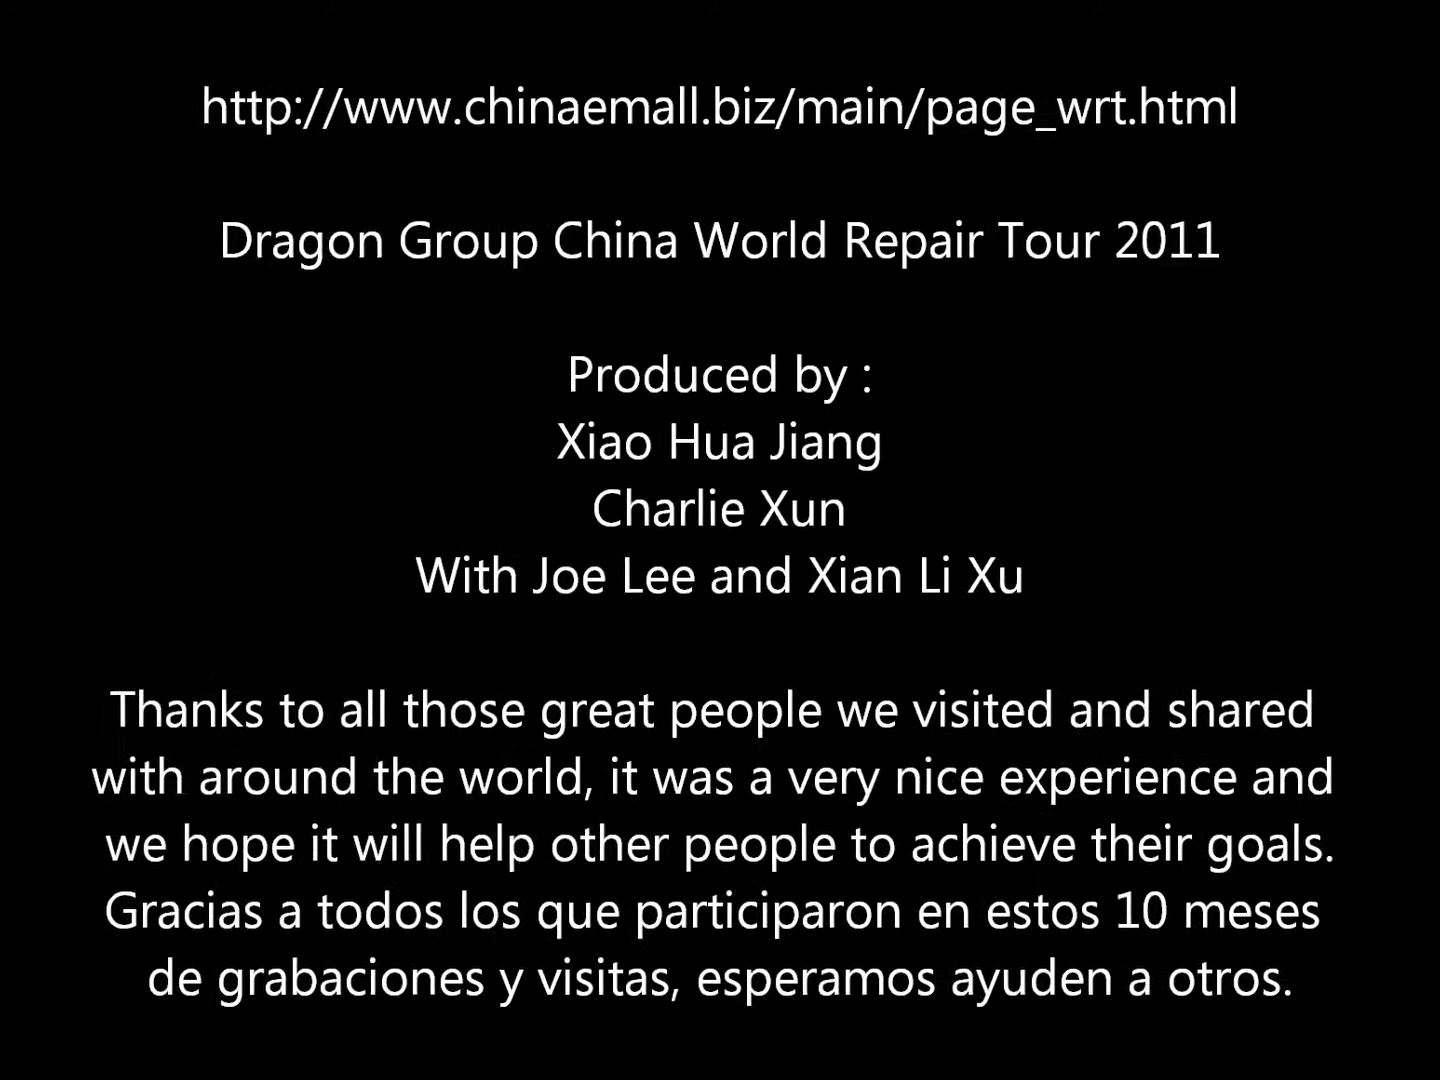 http://www.chinaemall.biz/main/page_wrt.html
Dragon Group China World Repair Tour 2011
Produced by :
Xiao Hua Jiang
Charlie Xun
With Joe Lee and Xian Li Xu
Thanks to all those great people we visited and shared
with around the world, it was a very nice experience and
we hope it will help other people to achieve their goals.
Gracias a todos los que participaron en estos 10 meses
de grabaciones y visitas, esperamos ayuden a otros.